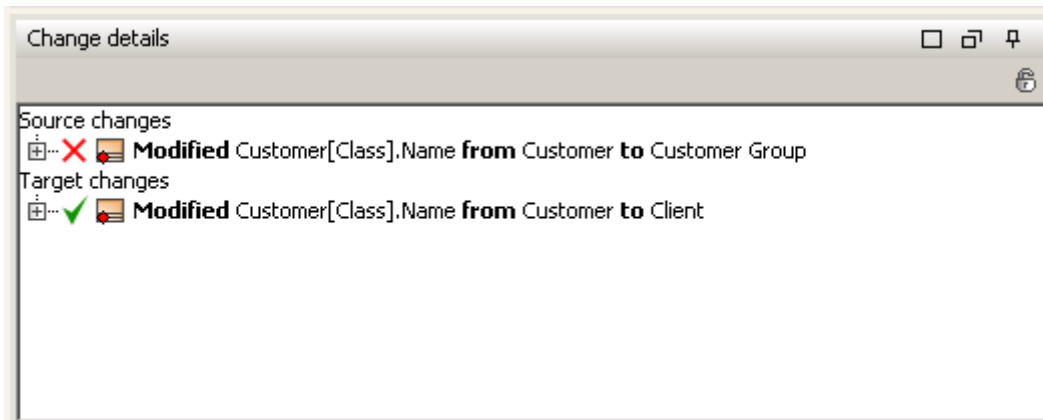 Change details
Source changes
Modified Customer[Class].Name from Customer to Customer Group
Target changes
Modified Customer[Class].Name from Customer to Client